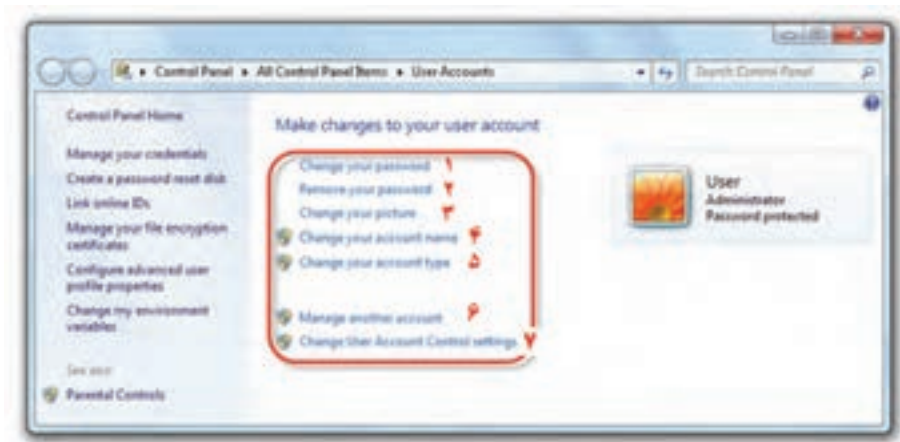 Control Panel ▸ All Control Panel Items ▸ User Accounts
Search Control Panel
Control Panel Home
Manage your credentials
Create a password reset disk
Link online IDs
Manage your file encryption
certificates
Configure advanced user
profile properties
Change my environment
variables
See also
Parental Controls
Make changes to your user account
Change your password ۱
Remove your password ۲
Change your picture ۳
Change your account name ۴
Change your account type ۵
Manage another account ۶
Change User Account Control settings ۷
User
Administrator
Password protected